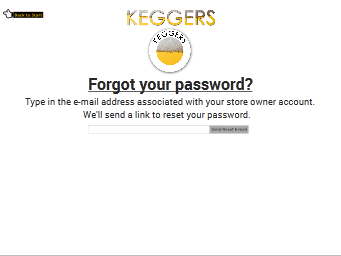 Back to Start
KEGGERS
KEGGERS
Forgot your password?
Type in the e-mail address associated with your store owner account.
We'll send a link to reset your password.
Send Reset Email